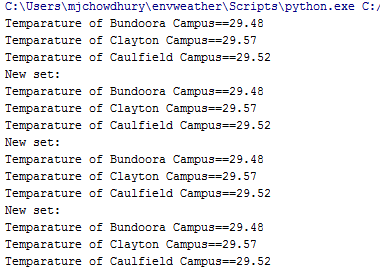 C:\Users\mjchowdhury\envweather\Scripts\python.exe C:/
Temparature of Bundoora Campus==29.48
Temparature of Clayton Campus==29.57
Temparature of Caulfield Campus==29.52
New set:
Temparature of Bundoora Campus==29.48
Temparature of Clayton Campus==29.57
Temparature of Caulfield Campus==29.52
New set:
Temparature of Bundoora Campus==29.48
Temparature of Clayton Campus==29.57
Temparature of Caulfield Campus==29.52
New set:
Temparature of Bundoora Campus==29.48
Temparature of Clayton Campus==29.57
Temparature of Caulfield Campus==29.52